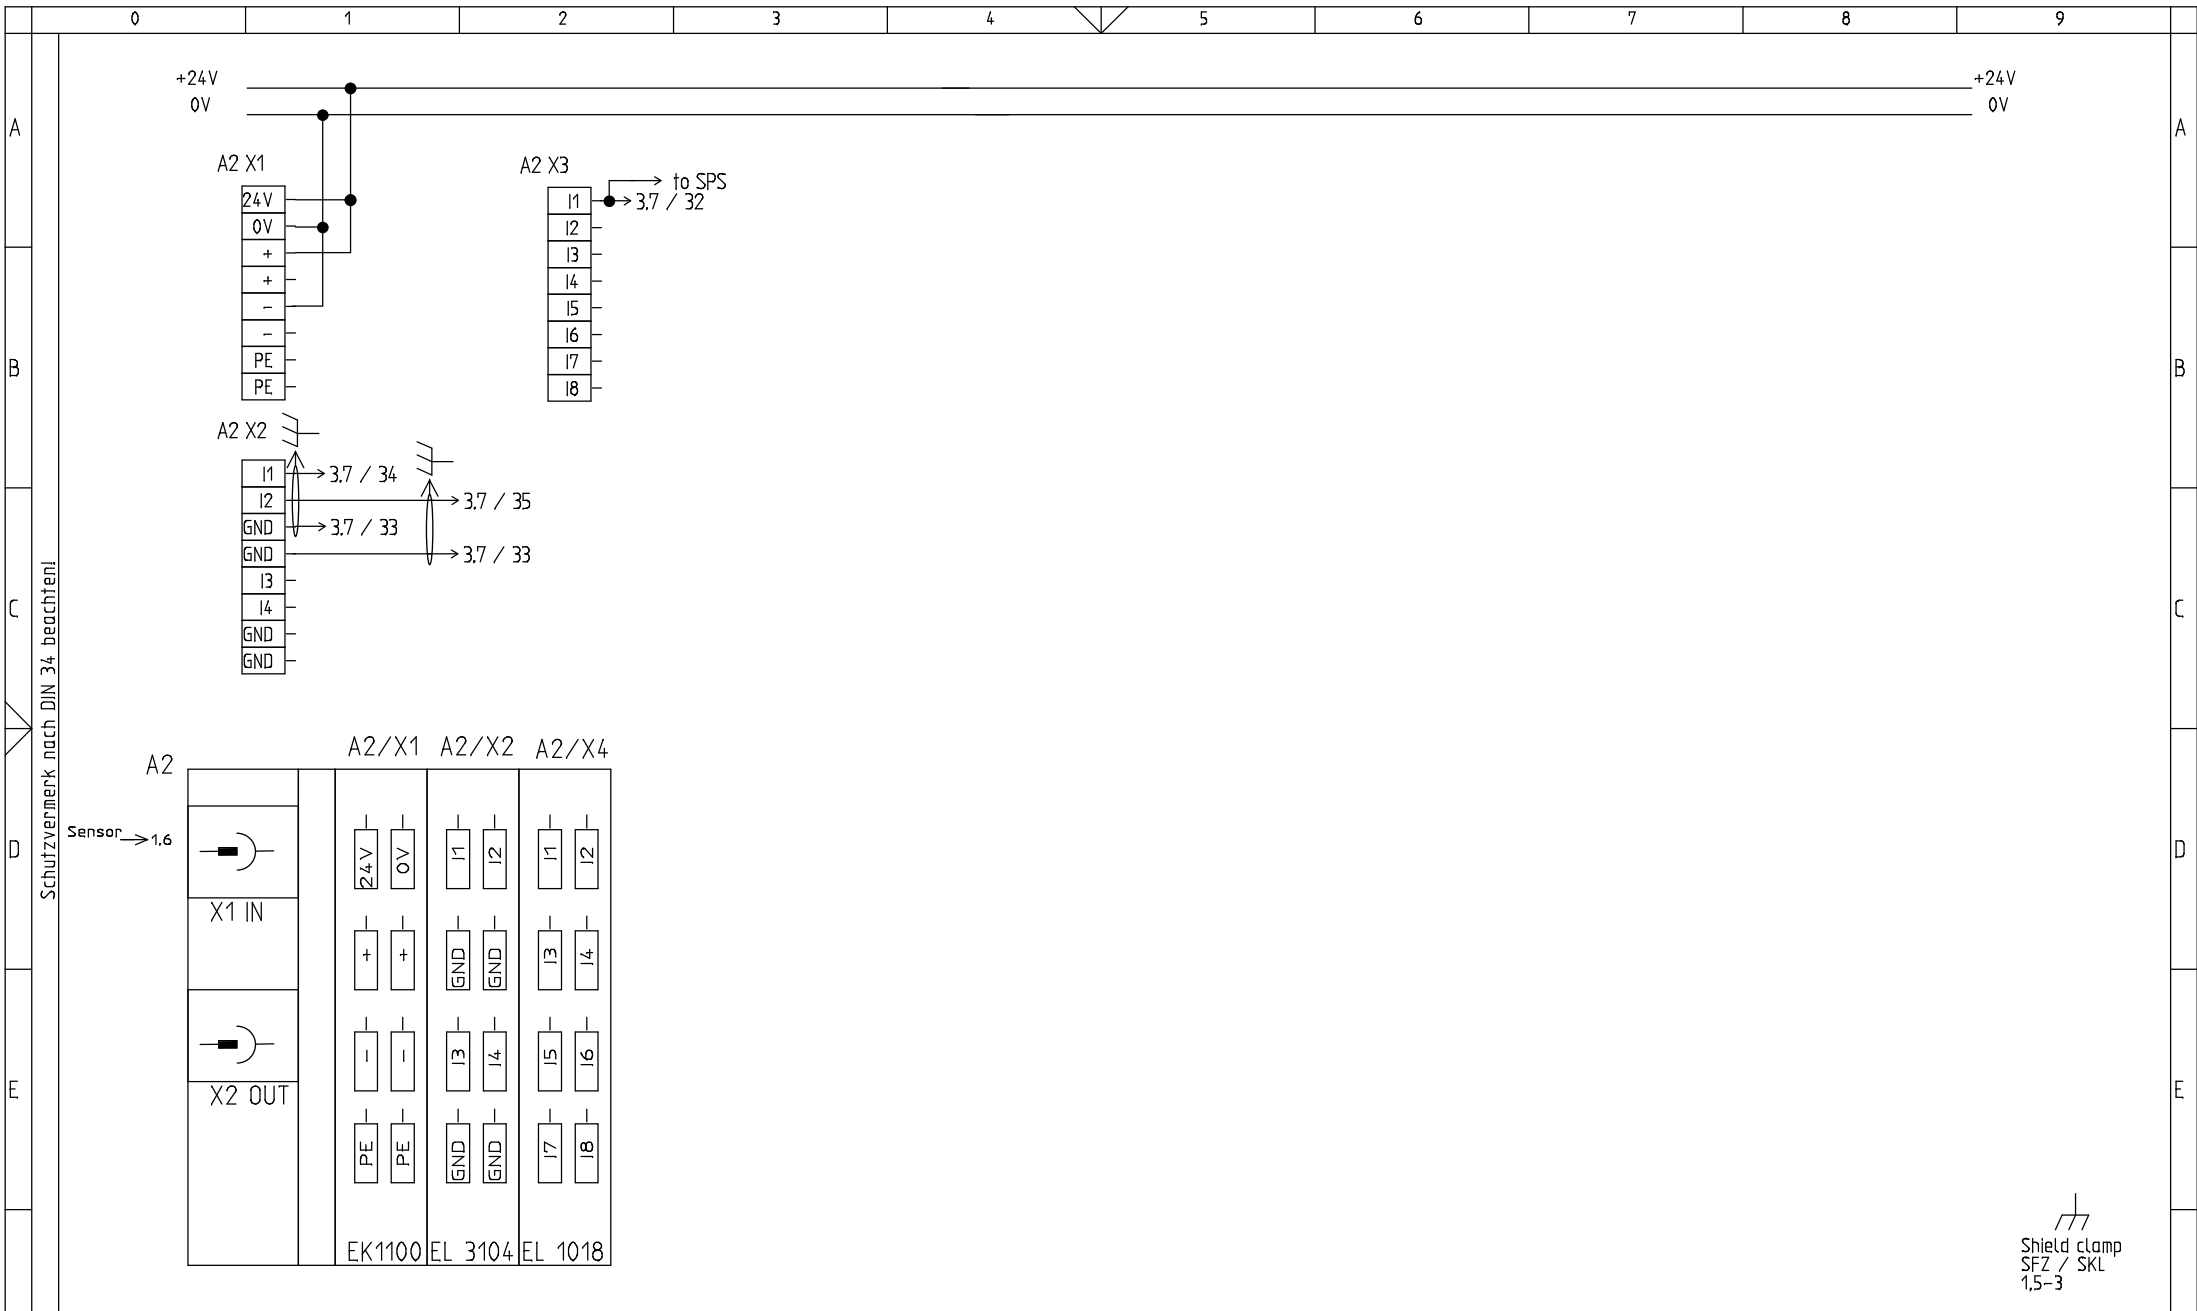 0 1 2 3 4 5 6 7 8 9
+24V +24V
0V 0V
A A
A2 X1
24V
0V
+
+
-
-
PE
PE
A2 X3
to SPS
I1 3.7 / 32
I2
I3
I4
I5
I6
I7
I8
B B
A2 X2
I1 3.7 / 34
I2 3.7 / 35
GND 3.7 / 33
GND 3.7 / 33
I3
I4
GND
GND
C C
Schutzvermerk nach DIN 34 beachten!
A2 A2/X1 A2/X2 A2/X4
D D
Sensor 1.6
X1 IN
X2 OUT
24V 0V I1 I2 I1 I2
+ + GND GND I3 I4
- - I3 I4 I5 I6
PE PE GND GND I7 I8
E E
EK1100 EL 3104 EL 1018
Shield clamp
SFZ / SKL
1,5-3